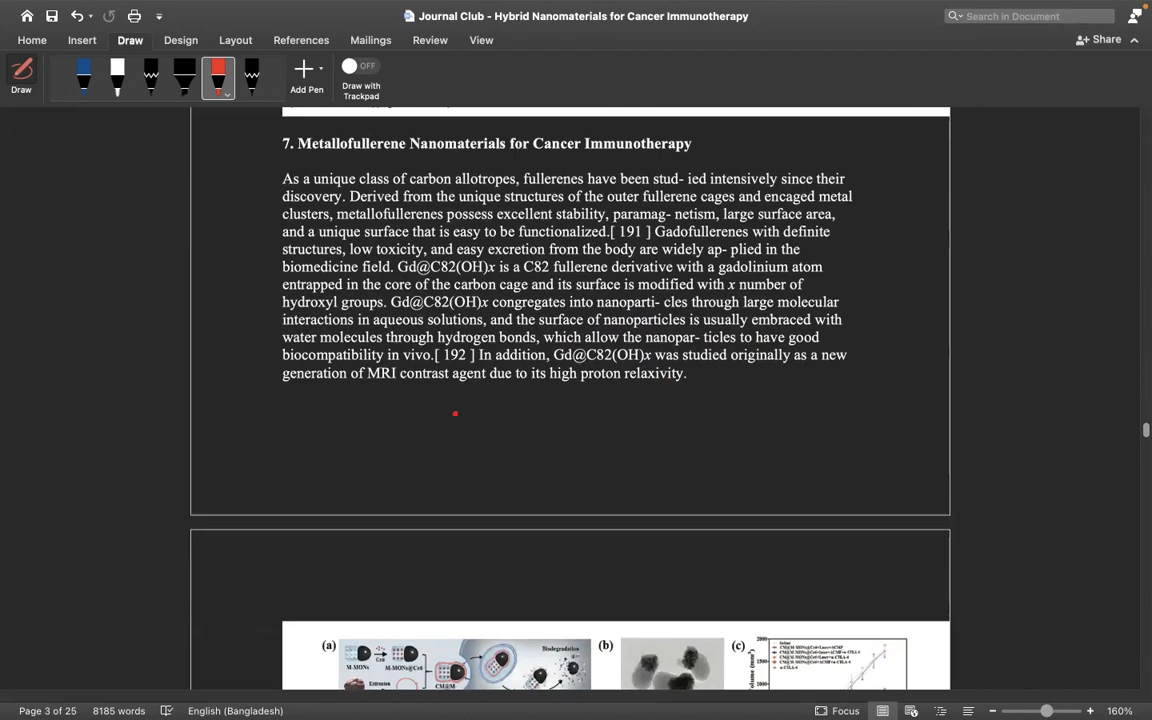 Journal Club - Hybrid Nanomaterials for Cancer Immunotherapy
Search in Document
Home Insert Draw Design Layout References Mailings Review View
Share
Draw
Add Pen
OFF
Draw with
Trackpad
7. Metallofullerene Nanomaterials for Cancer Immunotherapy
As a unique class of carbon allotropes, fullerenes have been stud- ied intensively since their
discovery. Derived from the unique structures of the outer fullerene cages and encaged metal
clusters, metallofullerenes possess excellent stability, paramag- netism, large surface area,
and a unique surface that is easy to be functionalized.[ 191 ] Gadofullerenes with definite
structures, low toxicity, and easy excretion from the body are widely ap- plied in the
biomedicine field. Gd@C82(OH)x is a C82 fullerene derivative with a gadolinium atom
entrapped in the core of the carbon cage and its surface is modified with x number of
hydroxyl groups. Gd@C82(OH)x congregates into nanoparti- cles through large molecular
interactions in aqueous solutions, and the surface of nanoparticles is usually embraced with
water molecules through hydrogen bonds, which allow the nanopar- ticles to have good
biocompatibility in vivo.[ 192 ] In addition, Gd@C82(OH)x was studied originally as a new
generation of MRI contrast agent due to its high proton relaxivity.
(a) (b) (c)
M-MONs
Ce6
M-MONs@Ce6
Extrusion
CM@M
Biodegradation
2000
1500
1000
Page 3 of 25 8185 words English (Bangladesh) Focus 160%